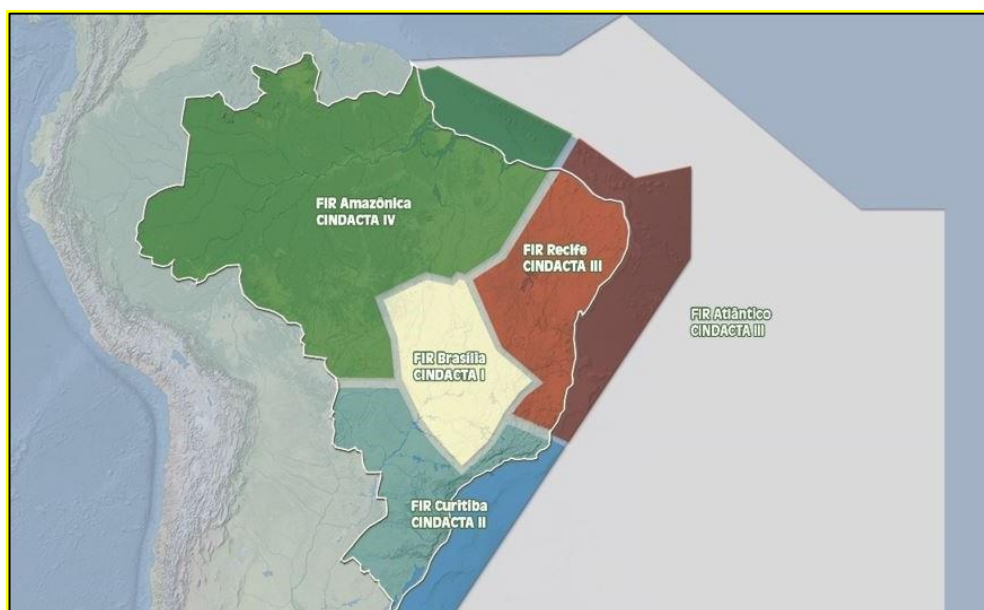 FIR Amazônica
CINDACTA IV
FIR Recife
CINDACTA III
FIR Atlântico
CINDACTA III
FIR Brasília
CINDACTA I
FIR Curitiba
CINDACTA II